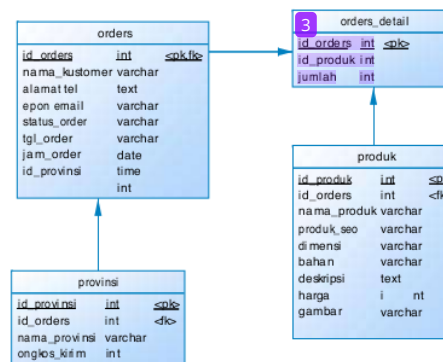 orders
id_orders int <pk,fk>
nama_kustomer varchar
alamat tel text
epon email varchar
status_order varchar
tgl_order varchar
jam_order date
id_provinsi time
int
3
orders_detail
id_orders int <pk>
id_produk int
jumlah int
produk
id_produk int
id_orders int
nama_produk varchar
produk_seo varchar
dimensi varchar
bahan varchar
deskripsi text
harga i nt
gambar varchar
provinsi
id_provinsi int <pk>
id_orders int <fk>
nama_provinsi varchar
ongkos_kirim int